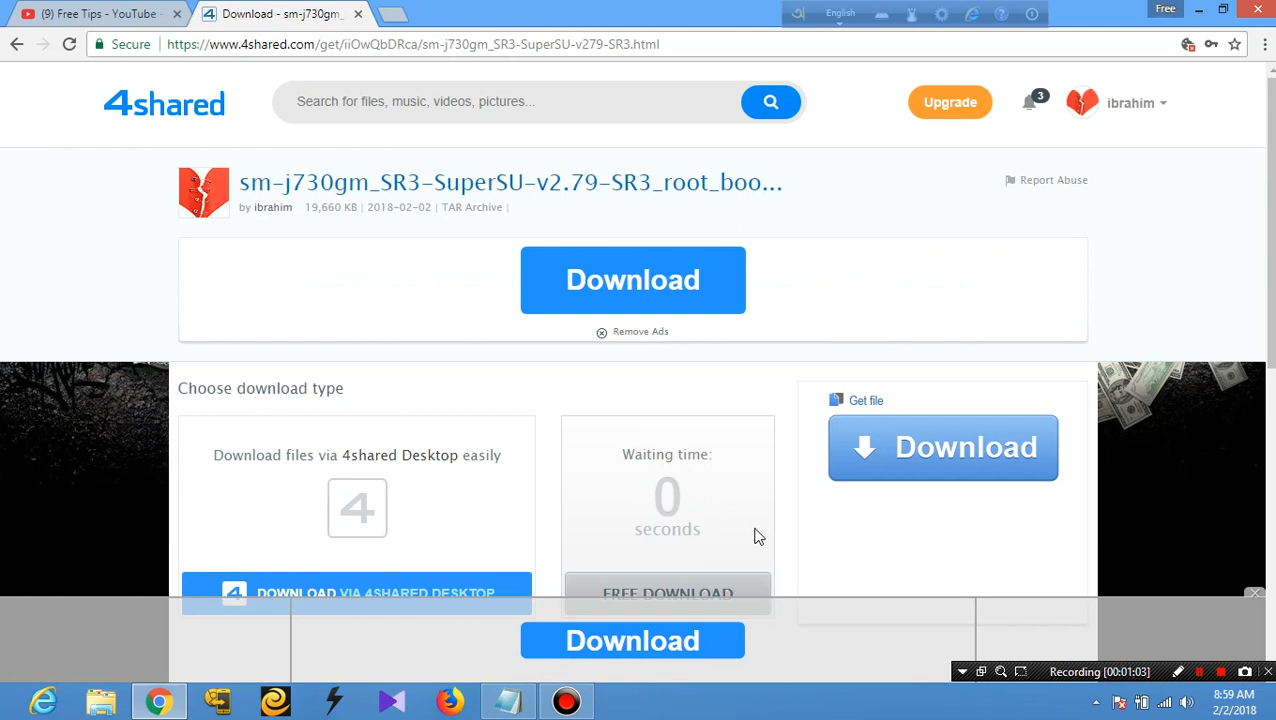 (9) Free Tips - YouTube -
Download - sm-j730gm_
English
Free
Secure
https://www.4shared.com/get/iiOwQbDRca/sm-j730gm_SR3-SuperSU-v279-SR3.html
4shared
Search for files, music, videos, pictures...
Upgrade
3
ibrahim
sm-j730gm_SR3-SuperSU-v2.79-SR3_root_boo...
Report Abuse
by ibrahim 19,660 KB | 2018-02-02 | TAR Archive |
Download
Remove Ads
Choose download type
Download files via 4shared Desktop easily
4
DOWNLOAD VIA 4SHARED DESKTOP
Waiting time:
0
seconds
FREE DOWNLOAD
Get file
Download
Download
Recording [00:01:03]
8:59 AM
2/2/2018